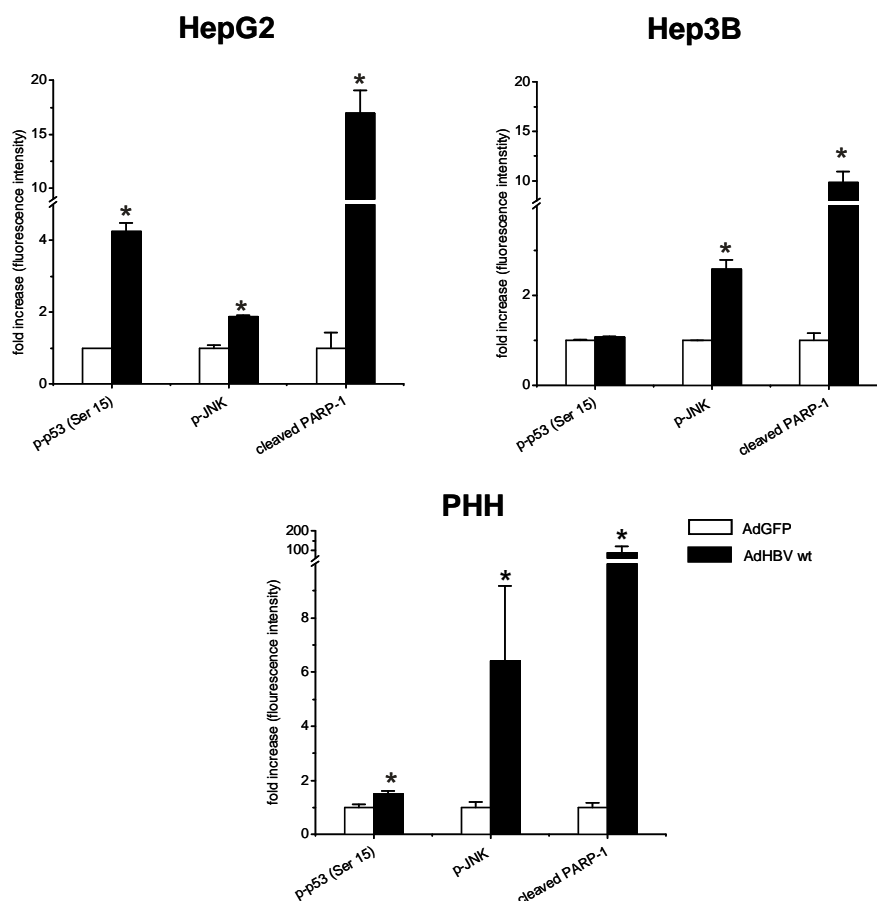 HepG2
fold increase (fluorescence intensity)
20
15
10
4
2
0
*
*
*
p-p53 (Ser 15)
p-JNK
cleaved PARP-1
Hep3B
fold increase (fluorescence intenstity)
20
15
10
2
0
*
*
p-p53 (Ser 15)
p-JNK
cleaved PARP-1
PHH
fold increase (flourescence intensity)
200
100
8
6
4
2
0
*
*
*
p-p53 (Ser 15)
p-JNK
cleaved PARP-1
AdGFP
AdHBV wt